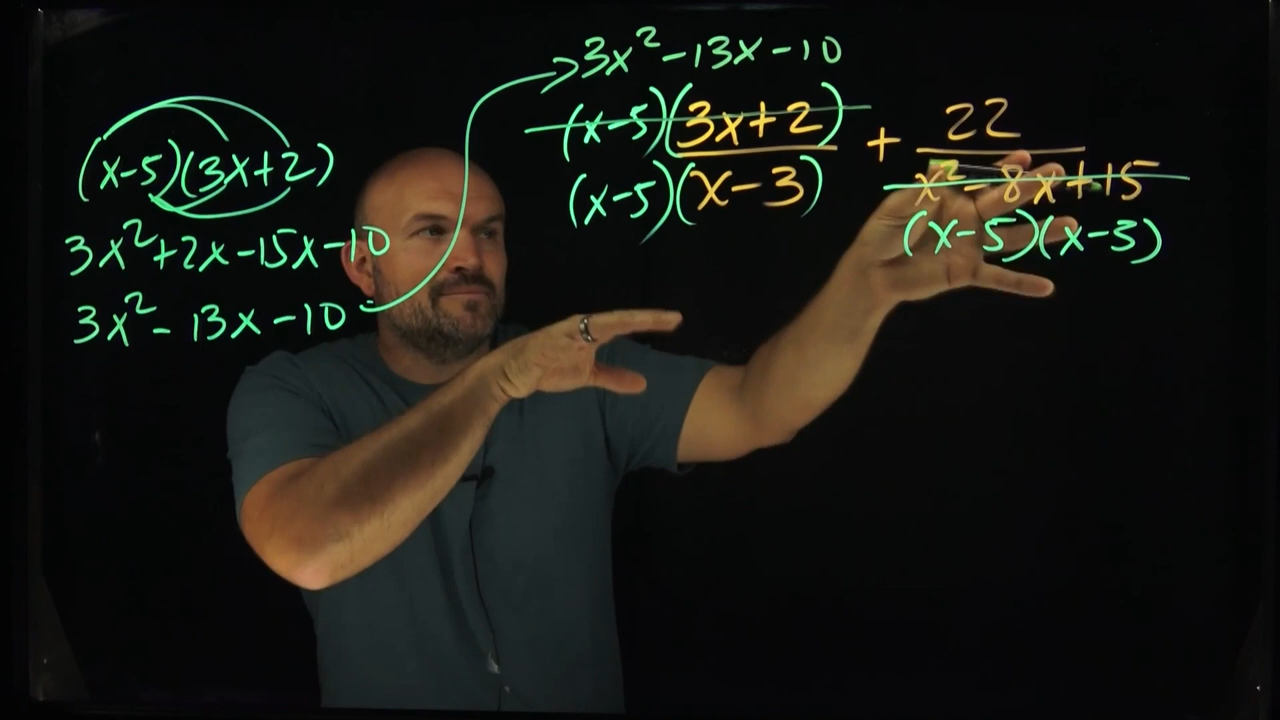 (x-5)(3x+2)
3x²+2x-15x-10
3x²-13x-10
3x²-13x-10
(x-5)(3x+2)
(x-5)(x-3)
+
22
x²-8x+15
(x-5)(x-3)